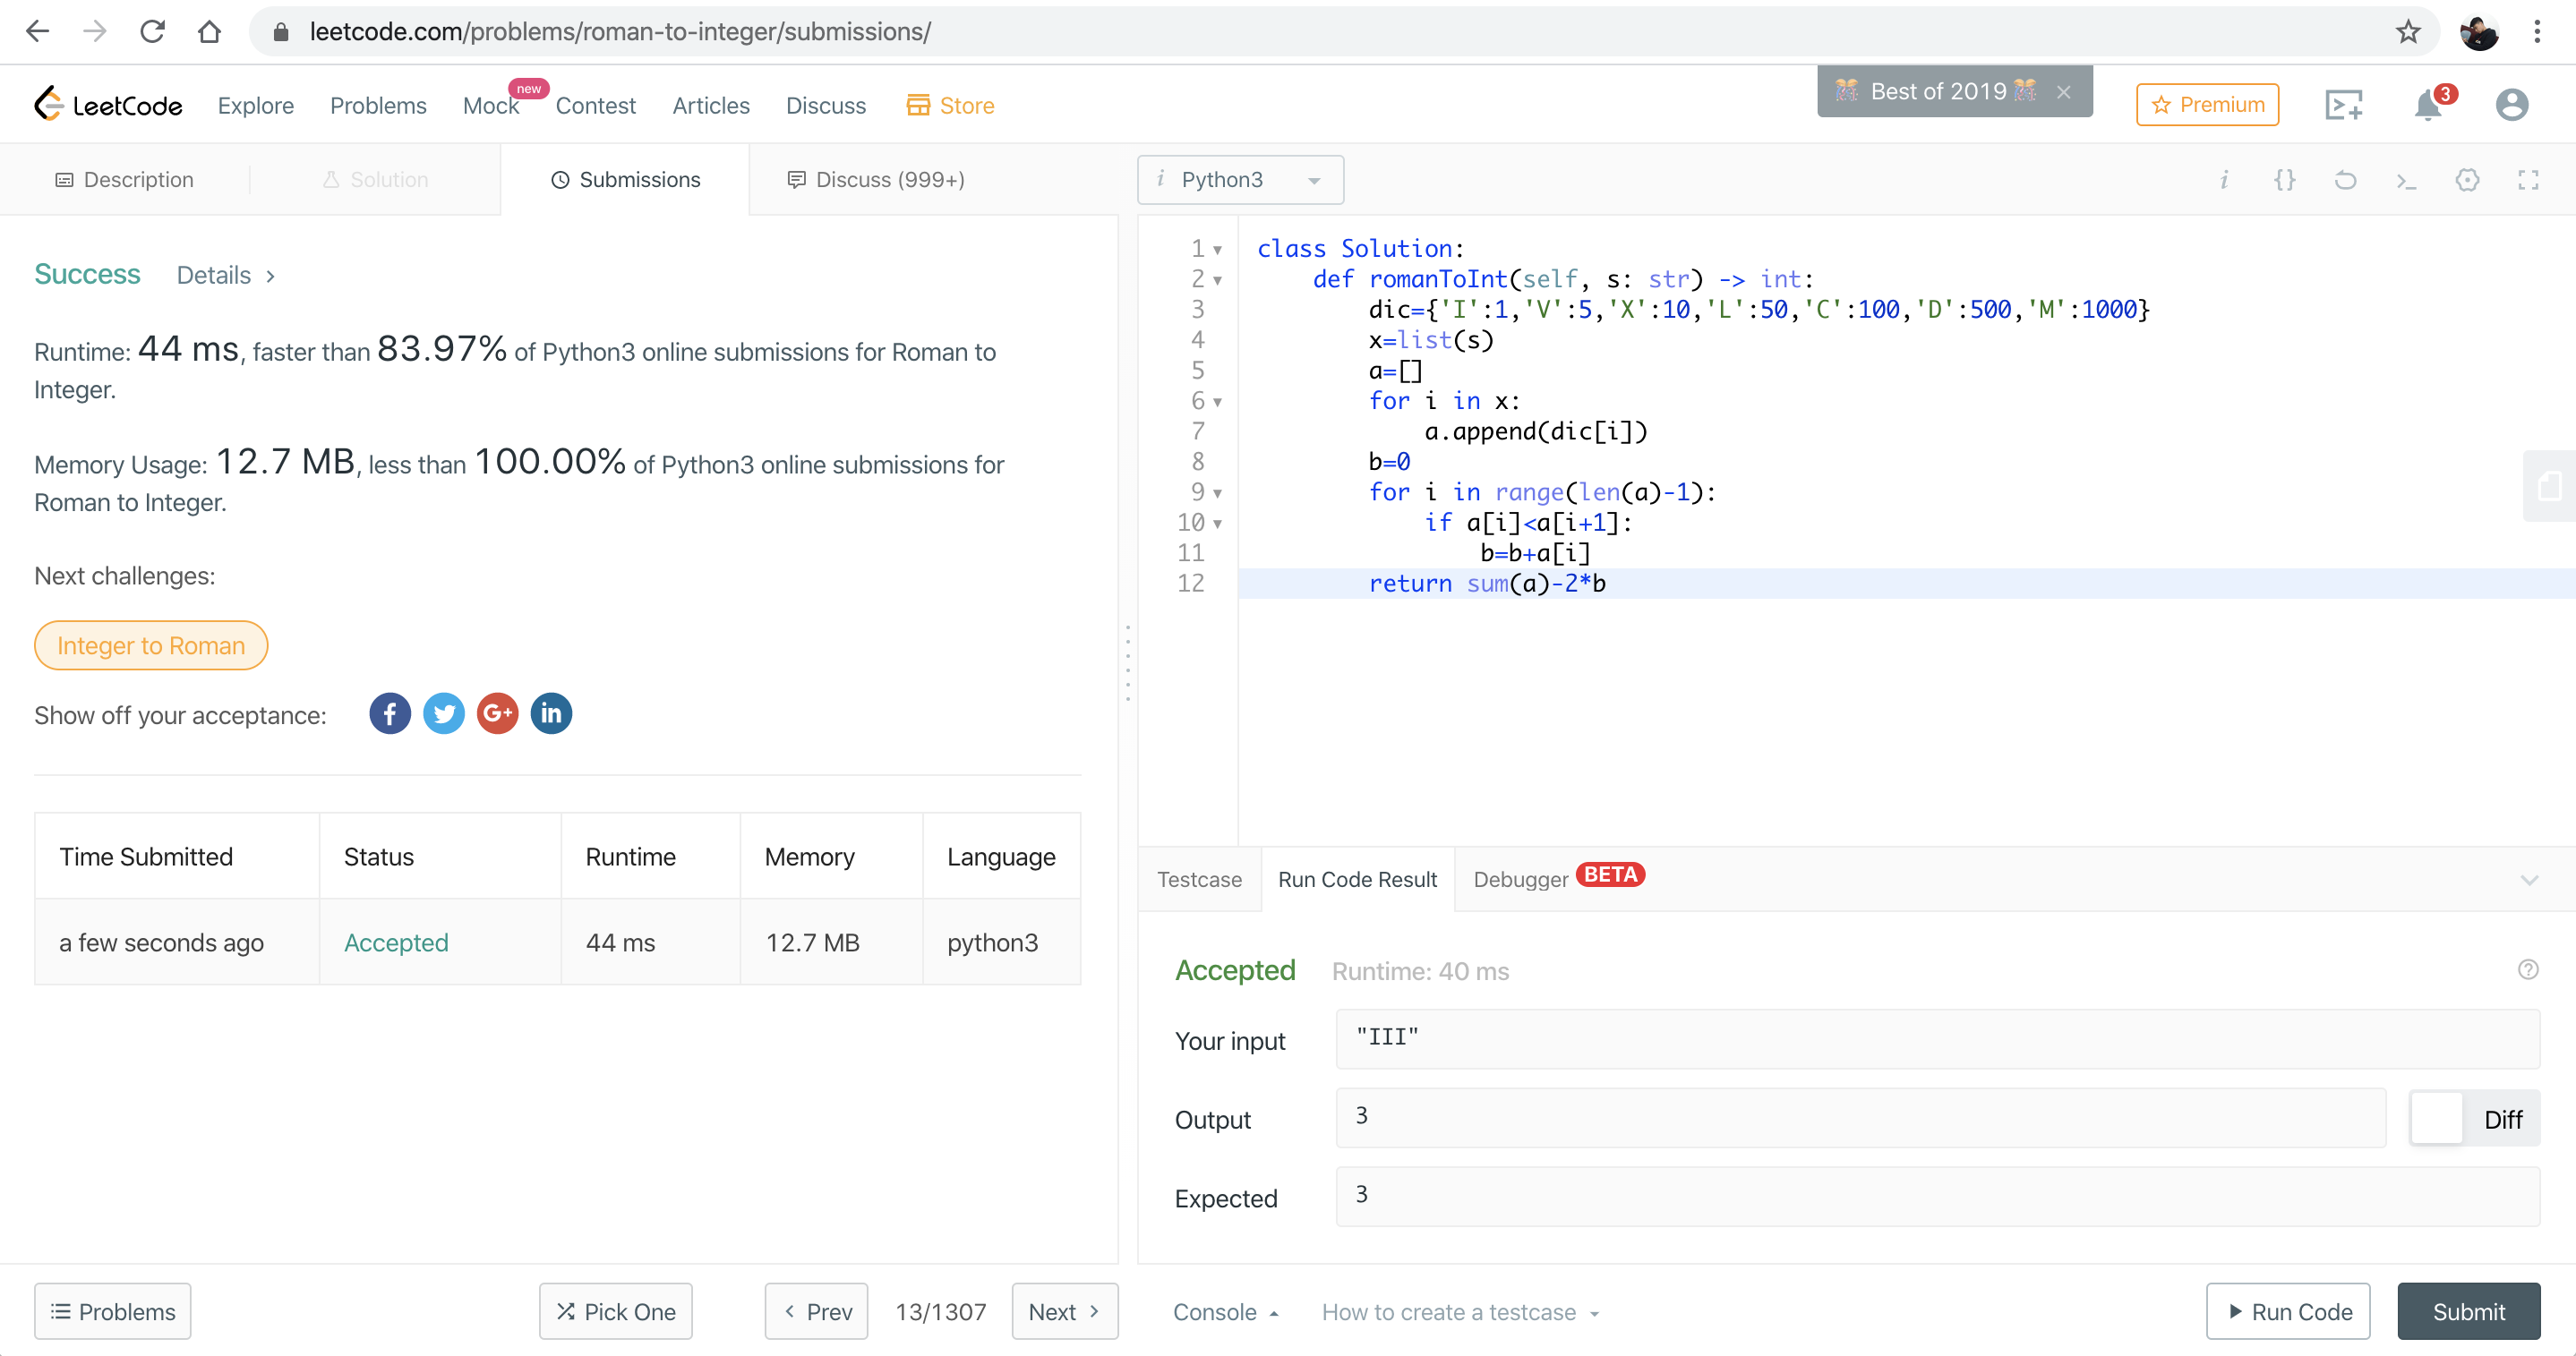 leetcode.com/problems/roman-to-integer/submissions/
LeetCode Explore Problems Mock new Contest Articles Discuss Store Best of 2019 × Premium 3
Description Solution Submissions Discuss (999+)
Success Details >
Runtime: 44 ms, faster than 83.97% of Python3 online submissions for Roman to
Integer.
Memory Usage: 12.7 MB, less than 100.00% of Python3 online submissions for
Roman to Integer.
Next challenges:
Integer to Roman
Show off your acceptance: f G+ in
Time Submitted Status Runtime Memory Language
a few seconds ago Accepted 44 ms 12.7 MB python3
Problems Pick One < Prev 13/1307 Next >
i Python3 i {} >_
1 class Solution:
2     def romanToInt(self, s: str) -> int:
3         dic={'I':1,'V':5,'X':10,'L':50,'C':100,'D':500,'M':1000}
4         x=list(s)
5         a=[]
6         for i in x:
7             a.append(dic[i])
8         b=0
9         for i in range(len(a)-1):
10             if a[i]<a[i+1]:
11                 b=b+a[i]
12         return sum(a)-2*b
Testcase Run Code Result Debugger BETA
Accepted Runtime: 40 ms ?
Your input "III"
Output 3 Diff
Expected 3
Console How to create a testcase Run Code Submit